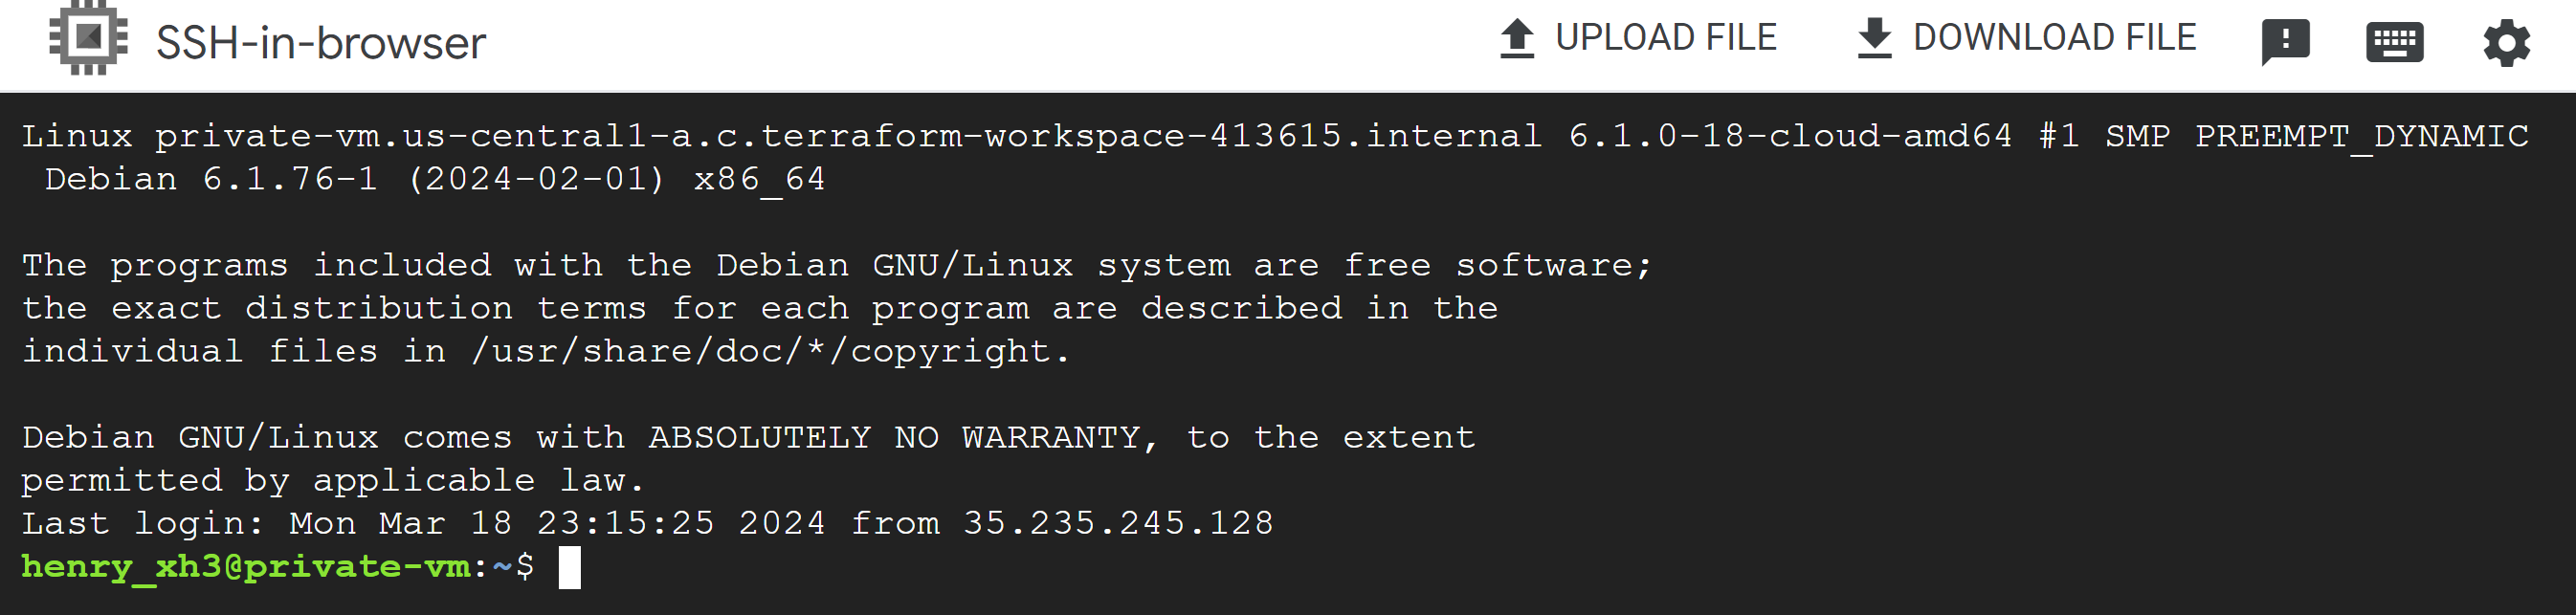 SSH-in-browser UPLOAD FILE DOWNLOAD FILE
Linux private-vm.us-central1-a.c.terraform-workspace-413615.internal 6.1.0-18-cloud-amd64 #1 SMP PREEMPT_DYNAMIC
Debian 6.1.76-1 (2024-02-01) x86_64
The programs included with the Debian GNU/Linux system are free software;
the exact distribution terms for each program are described in the
individual files in /usr/share/doc/*/copyright.
Debian GNU/Linux comes with ABSOLUTELY NO WARRANTY, to the extent
permitted by applicable law.
Last login: Mon Mar 18 23:15:25 2024 from 35.235.245.128
henry_xh3@private-vm:~$